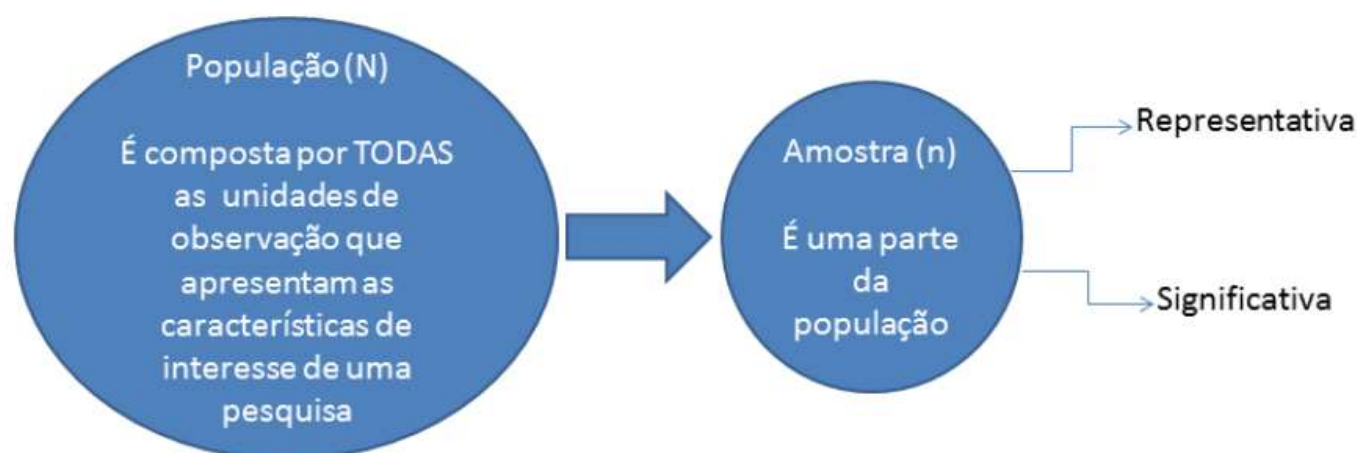 População (N)
É composta por TODAS
as unidades de
observação que
apresentam as
características de
interesse de uma
pesquisa
Amostra (n)
É uma parte
da
população
Representativa
Significativa